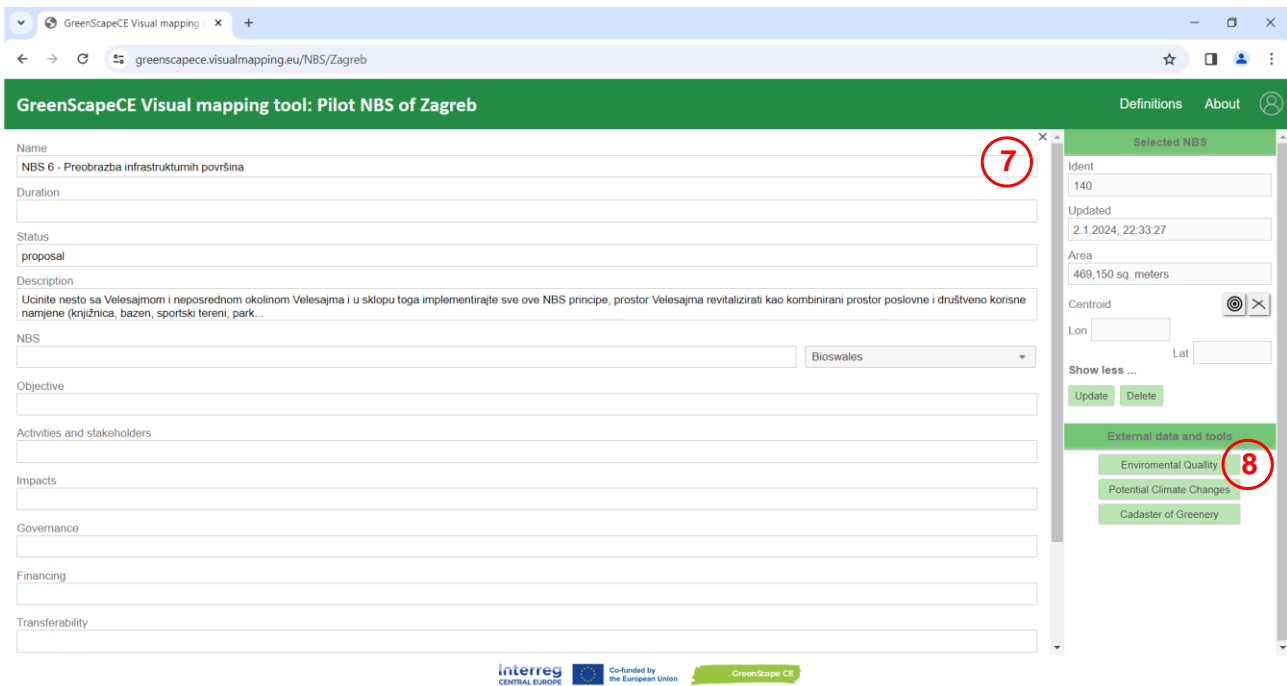 GreenScapeCE Visual mapping
greenscapece.visualmapping.eu/NBS/Zagreb
GreenScapeCE Visual mapping tool: Pilot NBS of Zagreb
Definitions
About
Name
NBS 6 - Preobrazba infrastrukturnih površina
7
Duration
Status
proposal
Description
Ucinite nesto sa Velesajmom i neposrednom okolinom Velesajma i u sklopu toga implementirajte sve ove NBS principe, prostor Velesajma revitalizirati kao kombinirani prostor poslovne i društveno korisne
namjene (knjižnica, bazen, sportski tereni, park...
NBS
Bioswales
Objective
Activities and stakeholders
Impacts
Governance
Financing
Transferability
Selected NBS
Ident
140
Updated
2.1.2024, 22:33:27
Area
469,150 sq. meters
Centroid
Lon
Lat
Show less ...
Update
Delete
External data and tools
Enviromental Quallity
8
Potential Climate Changes
Cadaster of Greenery
Interreg
CENTRAL EUROPE
Co-funded by
the European Union
GreenScape CE